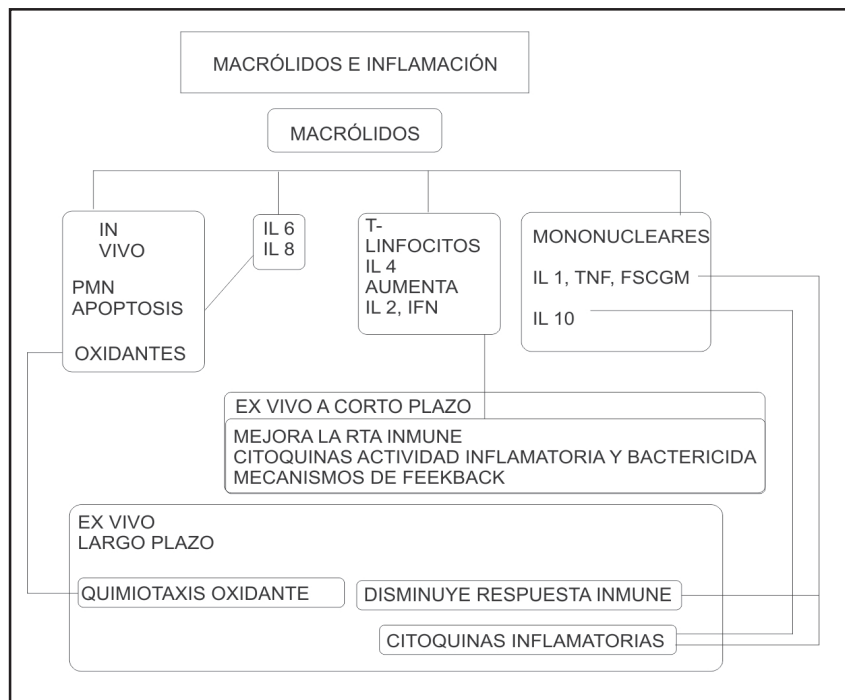 MACRÓLIDOS E INFLAMACIÓN
MACRÓLIDOS
IN
VIVO
PMN
APOPTOSIS
OXIDANTES
IL 6
IL 8
T-
LINFOCITOS
IL 4
AUMENTA
IL 2, IFN
MONONUCLEARES
IL 1, TNF, FSCGM
IL 10
EX VIVO A CORTO PLAZO
MEJORA LA RTA INMUNE
CITOQUINAS ACTIVIDAD INFLAMATORIA Y BACTERICIDA
MECANISMOS DE FEEKBACK
EX VIVO
LARGO PLAZO
QUIMIOTAXIS OXIDANTE
DISMINUYE RESPUESTA INMUNE
CITOQUINAS INFLAMATORIAS